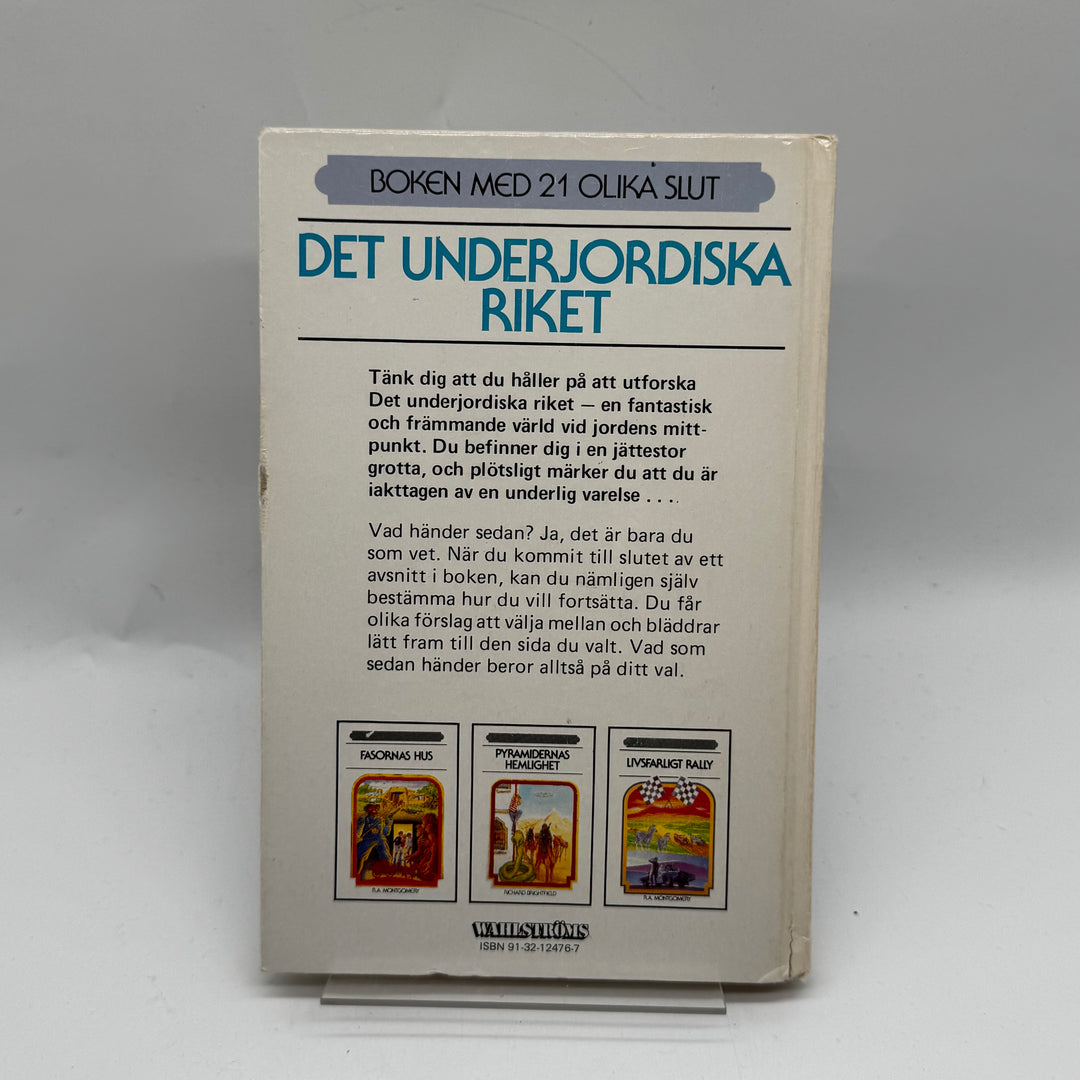 BOKEN MED 21 OLIKA SLUT
DET UNDERJORDISKA
RIKET
Tänk dig att du håller på att utforska
Det underjordiska riket – en fantastisk
och främmande värld vid jordens mitt-
punkt. Du befinner dig i en jättestor
grotta, och plötsligt märker du att du är
iakttagen av en underlig varelse . . .
Vad händer sedan? Ja, det är bara du
som vet. När du kommit till slutet av ett
avsnitt i boken, kan du nämligen själv
bestämma hur du vill fortsätta. Du får
olika förslag att välja mellan och bläddrar
lätt fram till den sida du valt. Vad som
sedan händer beror alltså på ditt val.
FASORNAS HUS
R.A. MONTGOMERY
PYRAMIDERNAS
HEMLIGHET
RICHARD BRIGHTFIELD
LIVSFARLIGT RALLY
R.A. MONTGOMERY
WAHLSTRÖMS
ISBN 91-32-12476-7